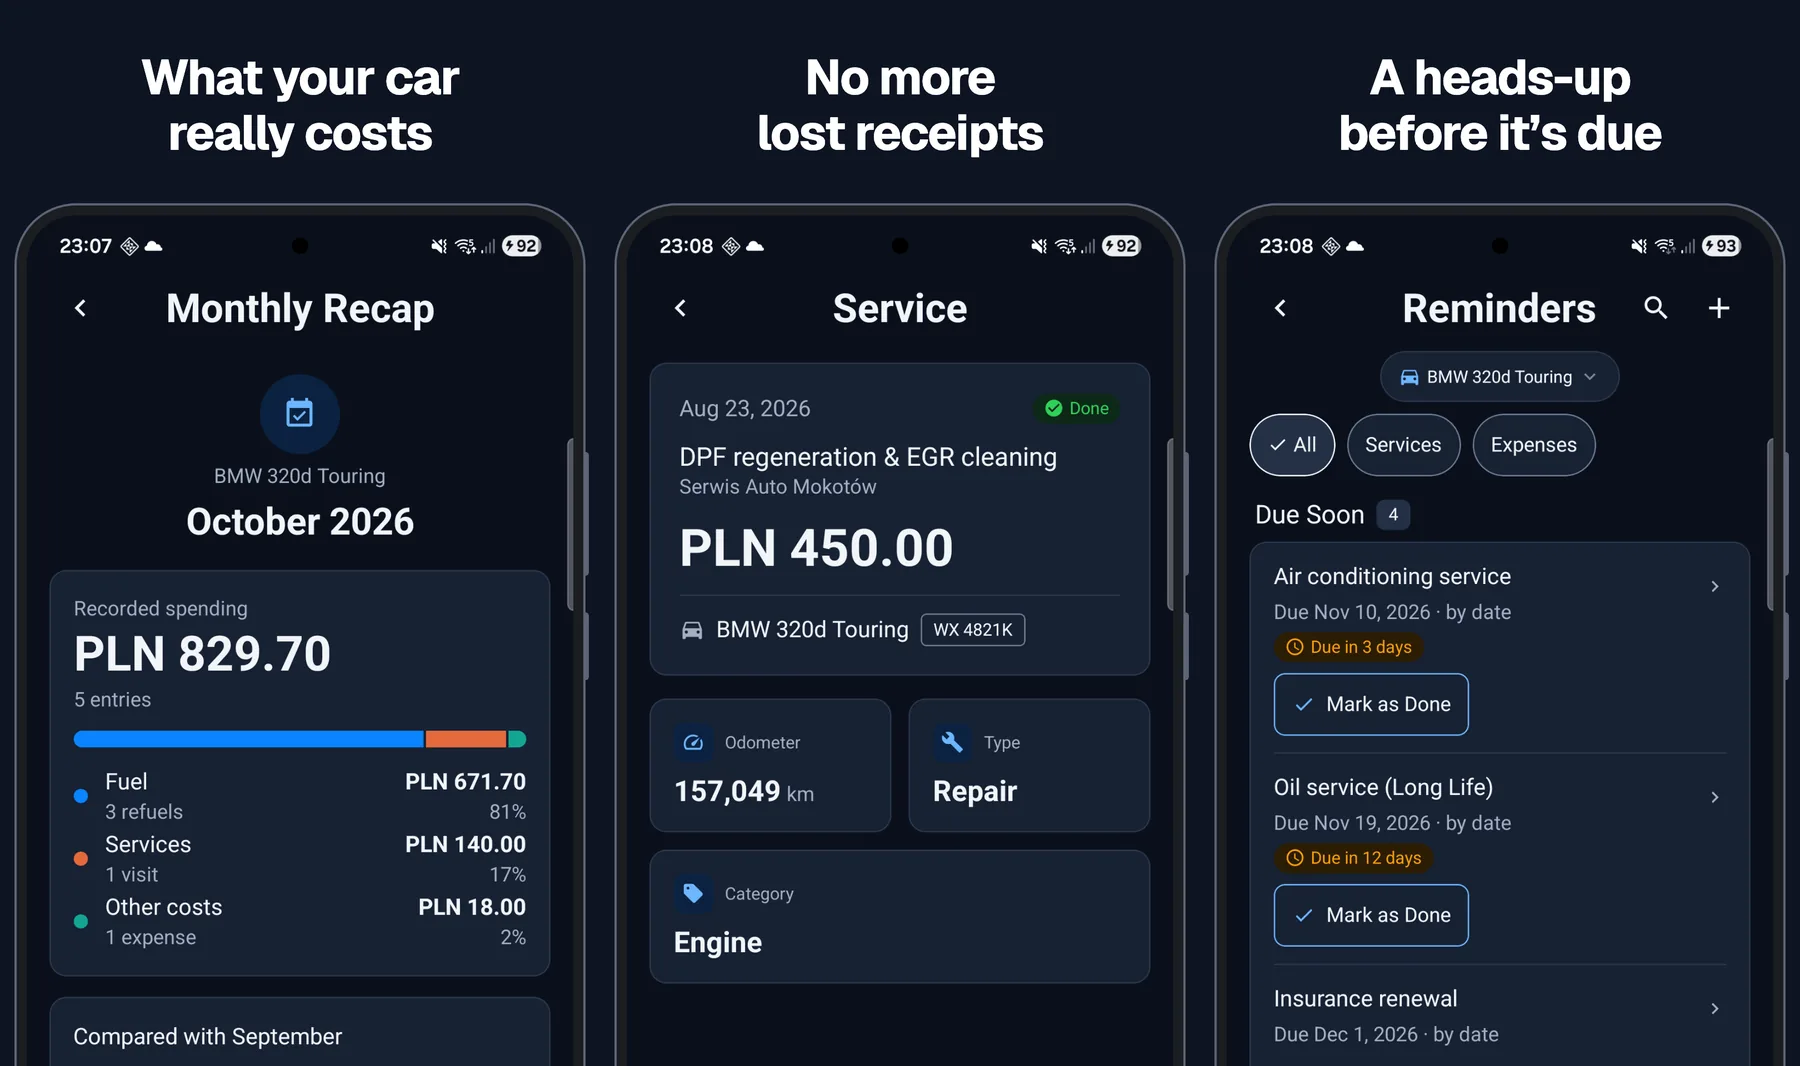 What your car
really costs
23:07
92
Monthly Recap
BMW 320d Touring
October 2026
Recorded spending
PLN 829.70
5 entries
Fuel PLN 671.70
3 refuels 81%
Services PLN 140.00
1 visit 17%
Other costs PLN 18.00
1 expense 2%
Compared with September
No more
lost receipts
23:08
92
Service
Aug 23, 2026 Done
DPF regeneration & EGR cleaning
Serwis Auto Mokotów
PLN 450.00
BMW 320d Touring WX 4821K
Odometer
157,049 km
Type
Repair
Category
Engine
A heads-up
before it’s due
23:08
93
Reminders
BMW 320d Touring
All Services Expenses
Due Soon 4
Air conditioning service
Due Nov 10, 2026 · by date
Due in 3 days
Mark as Done
Oil service (Long Life)
Due Nov 19, 2026 · by date
Due in 12 days
Mark as Done
Insurance renewal
Due Dec 1, 2026 · by date